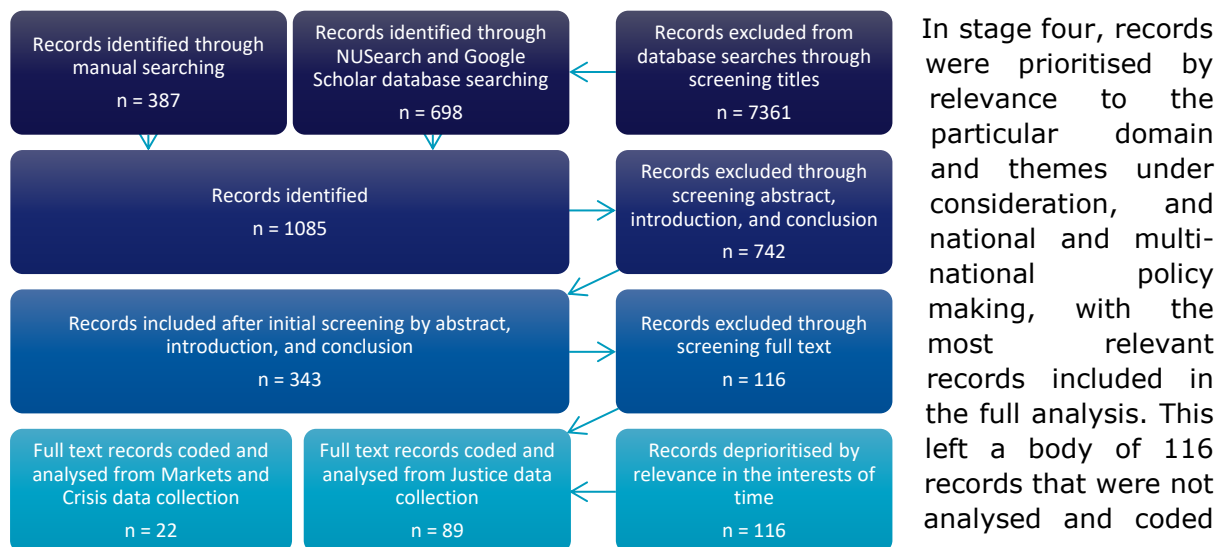 Records identified through
manual searching
n = 387
Records identified through
NUSearch and Google
Scholar database searching
n = 698
Records excluded from
database searches through
screening titles
n = 7361
Records identified
n = 1085
Records excluded through
screening abstract,
introduction, and conclusion
n = 742
Records included after initial screening by abstract,
introduction, and conclusion
n = 343
Records excluded through
screening full text
n = 116
Full text records coded and
analysed from Markets and
Crisis data collection
n = 22
Full text records coded and
analysed from Justice data
collection
n = 89
Records deprioritised by
relevance in the interests of
time
n = 116
In stage four, records
were prioritised by
relevance to the
particular domain
and themes under
consideration, and
national and multi-
national policy
making, with the
most relevant
records included in
the full analysis. This
left a body of 116
records that were not
analysed and coded